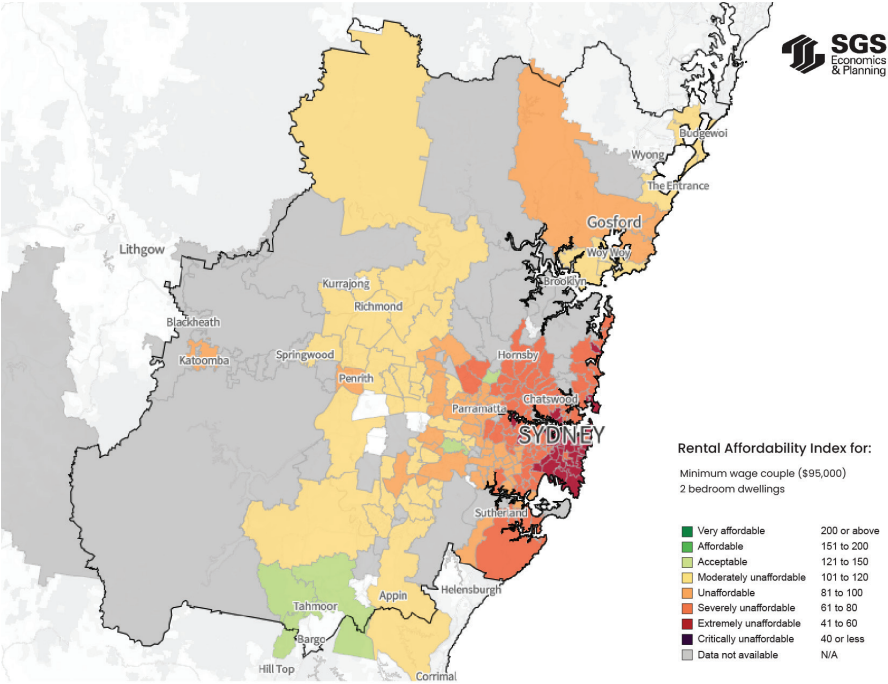 SGS
Economics
& Planning
Budgewoi
Wyong
The Entrance
Gosford
Lithgow
Woy Woy
Brooklyn
Kurrajong
Richmond
Blackheath
Springwood
Hornsby
Katoomba
Penrith
Chatswood
Parramatta
SYDNEY
Sutherland
Helensburgh
Appin
Tahmoor
Bargo
Hill Top
Corrimal
Rental Affordability Index for:
Minimum wage couple ($95,000)
2 bedroom dwellings
Very affordable 200 or above
Affordable 151 to 200
Acceptable 121 to 150
Moderately unaffordable 101 to 120
Unaffordable 81 to 100
Severely unaffordable 61 to 80
Extremely unaffordable 41 to 60
Critically unaffordable 40 or less
Data not available N/A